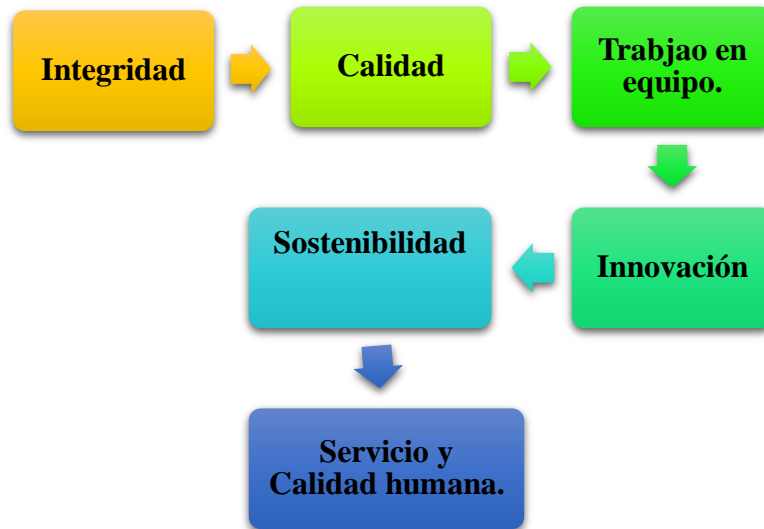 Integridad
Calidad
Trabjao en
equipo.
Innovación
Sostenibilidad
Servicio y
Calidad humana.